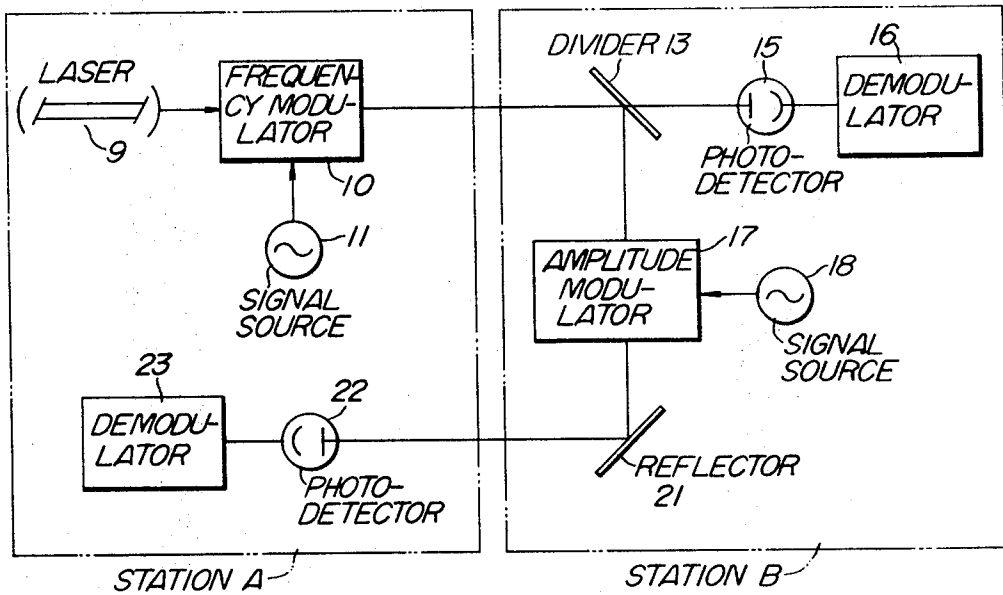 LASER
9
FREQUEN-
CY MODU-
LATOR
10
11
SIGNAL
SOURCE
23
DEMODU-
LATOR
22
PHOTO-
DETECTOR
STATION A
DIVIDER 13
15
PHOTO-
DETECTOR
16
DEMODU-
LATOR
17
AMPLITUDE
MODU-
LATOR
18
SIGNAL
SOURCE
REFLECTOR
21
STATION B